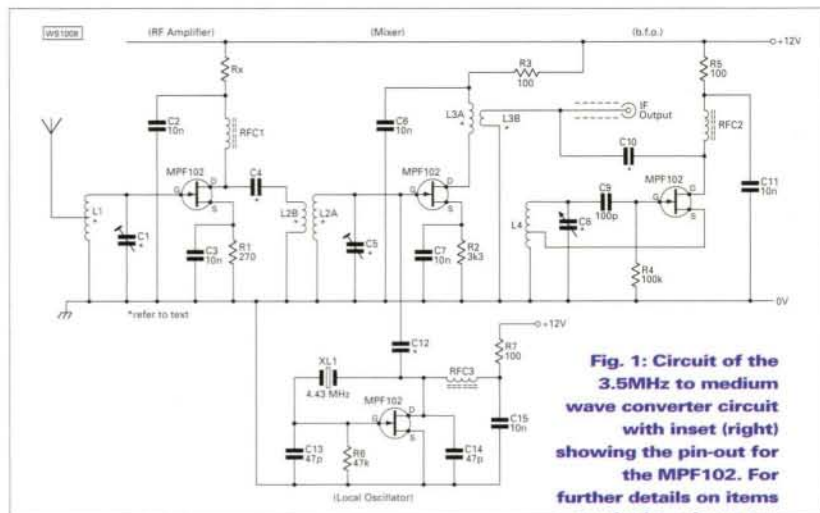 WS1008
(RF Amplifier)
(Mixer)
(b.f.o.)
+12V
Rx
R3
100
R5
100
C2
10n
RFC1
C6
10n
L3A
*
L3B
*
IF
Output
RFC2
C10
*
MPF102
C4
*
MPF102
MPF102
C11
10n
G
D
S
G
D
S
G
D
S
C9
100p
L1
*
C1
*
L2B
*
L2A
*
C5
*
L4
*
C8
*
C3
10n
R1
270
C7
10n
R2
3k3
R4
100k
0V
*refer to text
C12
*
+12V
R7
100
XL1
4.43 MHz
RFC3
MPF102
G
D
S
C13
47p
R6
47k
C14
47p
C15
10n
(Local Oscillator)
Fig. 1: Circuit of the
3.5MHz to medium
wave converter circuit
with inset (right)
showing the pin-out for
the MPF102. For
further details on items